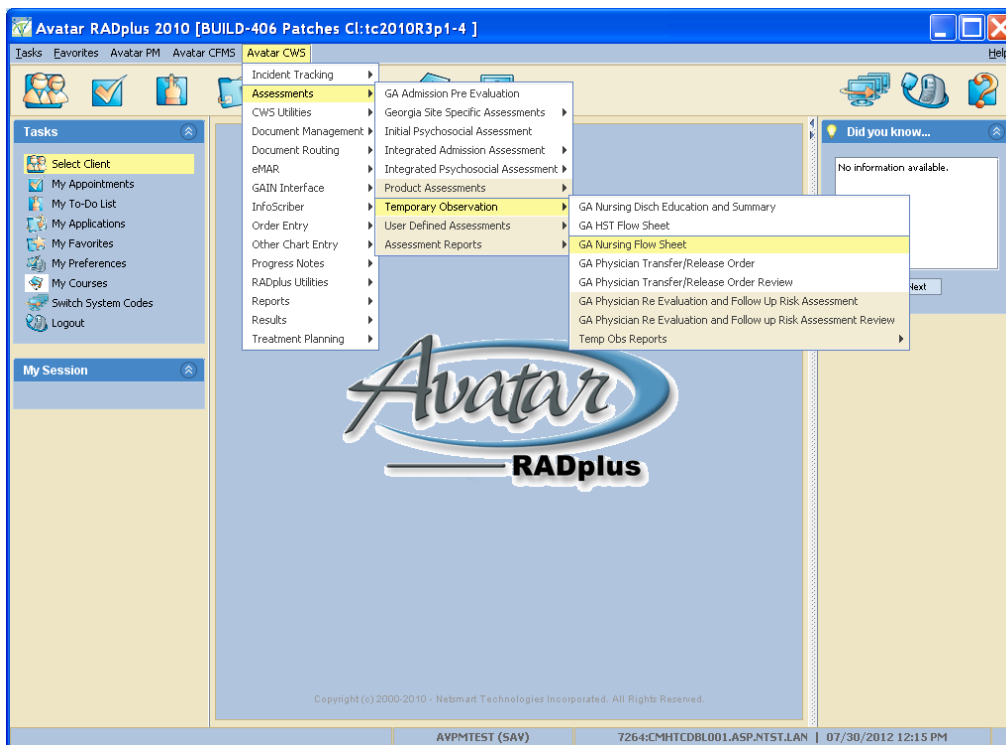 Avatar RADplus 2010 [BUILD-406 Patches Cl:tc2010R3p1-4 ]
Tasks Favorites Avatar PM Avatar CFMS Avatar CWS Help
Tasks
Select Client
My Appointments
My To-Do List
My Applications
My Favorites
My Preferences
My Courses
Switch System Codes
Logout
My Session
Incident Tracking
Assessments
CWS Utilities
Document Management
Document Routing
eMAR
GAIN Interface
InfoScriber
Order Entry
Other Chart Entry
Progress Notes
RADplus Utilities
Reports
Results
Treatment Planning
GA Admission Pre Evaluation
Georgia Site Specific Assessments
Initial Psychosocial Assessment
Integrated Admission Assessment
Integrated Psychosocial Assessment
Product Assessments
Temporary Observation
User Defined Assessments
Assessment Reports
GA Nursing Disch Education and Summary
GA HST Flow Sheet
GA Nursing Flow Sheet
GA Physician Transfer/Release Order
GA Physician Transfer/Release Order Review
GA Physician Re Evaluation and Follow Up Risk Assessment
GA Physician Re Evaluation and Follow up Risk Assessment Review
Temp Obs Reports
Did you know...
No information available.
Next
Avatar
RADplus
Copyright (c) 2000-2010 - Netsmart Technologies Incorporated. All Rights Reserved.
AVPMTEST (SAV) 7264:CMHTCDBL001.ASP.NTST.LAN | 07/30/2012 12:15 PM